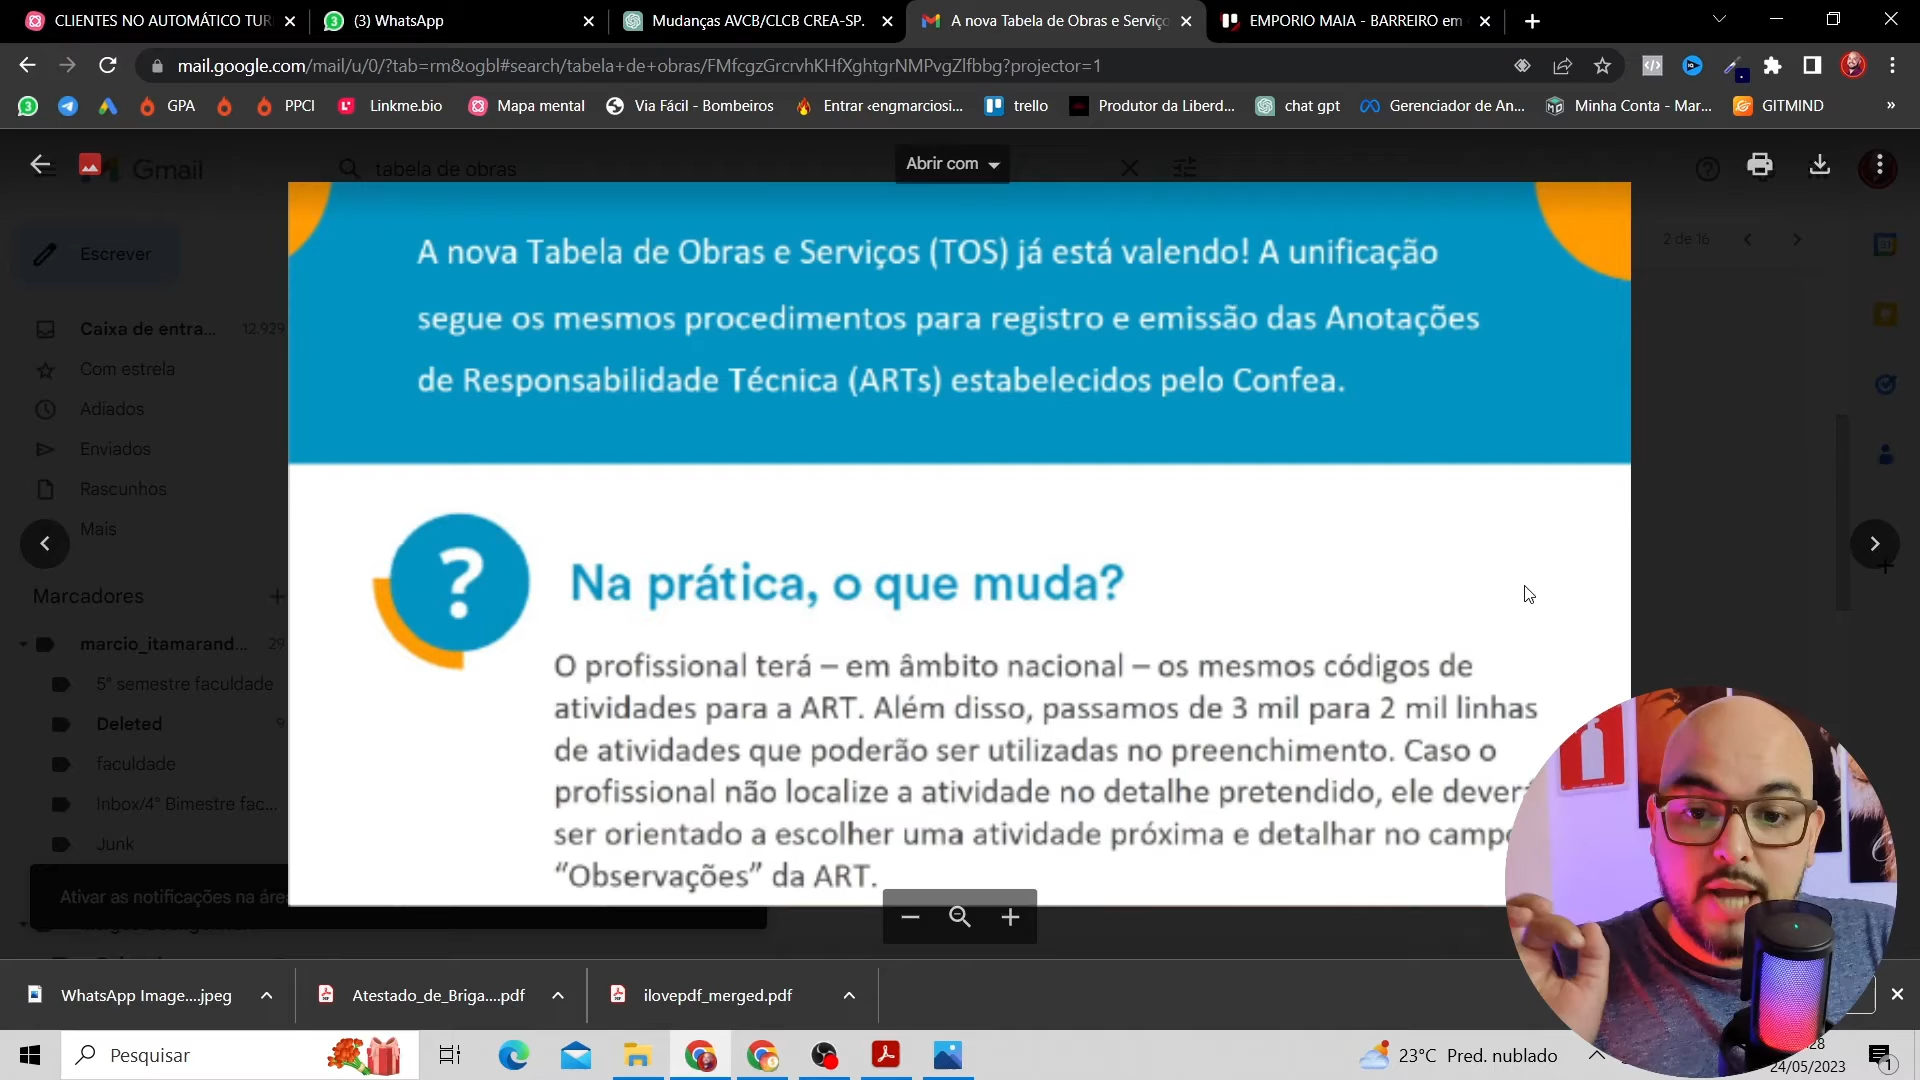 CLIENTES NO AUTOMÁTICO TUR
(3) WhatsApp
Mudanças AVCB/CLCB CREA-SP.
A nova Tabela de Obras e Serviço
EMPORIO MAIA - BARREIRO em
mail.google.com/mail/u/0/?tab=rm&ogbl#search/tabela+de+obras/FMfcgzGrcrvhKHfXghtgrNMPvgZlfbbg?projector=1
GPA
PPCI
Linkme.bio
Mapa mental
Via Fácil - Bombeiros
Entrar ‹engmarciosi...
trello
Produtor da Liberd...
chat gpt
Gerenciador de An...
Minha Conta - Mar...
GITMIND
»
Gmail
tabela de obras
Abrir com
Escrever
2 de 16
Caixa de entra... 12.929
Com estrela
Adiados
Enviados
Rascunhos
Mais
Marcadores
marcio_itamarand... 29
5° semestre faculdade
Deleted 9
faculdade
Inbox/4° Bimestre fac...
Junk
Ativar as notificações na áre
A nova Tabela de Obras e Serviços (TOS) já está valendo! A unificação
segue os mesmos procedimentos para registro e emissão das Anotações
de Responsabilidade Técnica (ARTs) estabelecidos pelo Confea.
?
Na prática, o que muda?
O profissional terá – em âmbito nacional – os mesmos códigos de
atividades para a ART. Além disso, passamos de 3 mil para 2 mil linhas
de atividades que poderão ser utilizadas no preenchimento. Caso o
profissional não localize a atividade no detalhe pretendido, ele dever
ser orientado a escolher uma atividade próxima e detalhar no camp
“Observações” da ART.
WhatsApp Image....jpeg
Atestado_de_Briga....pdf
ilovepdf_merged.pdf
Pesquisar
23°C Pred. nublado
28
24/05/2023
1